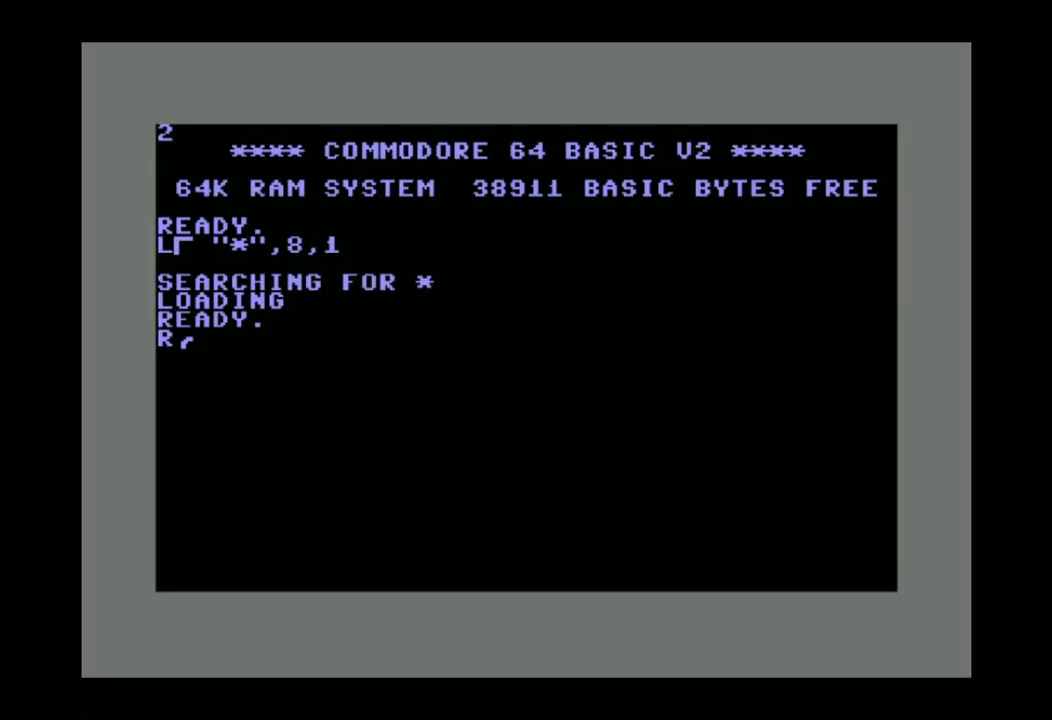 2
**** COMMODORE 64 BASIC V2 ****
64K RAM SYSTEM  38911 BASIC BYTES FREE
READY.
L┌ "*",8,1
SEARCHING FOR *
LOADING
READY.
R╭